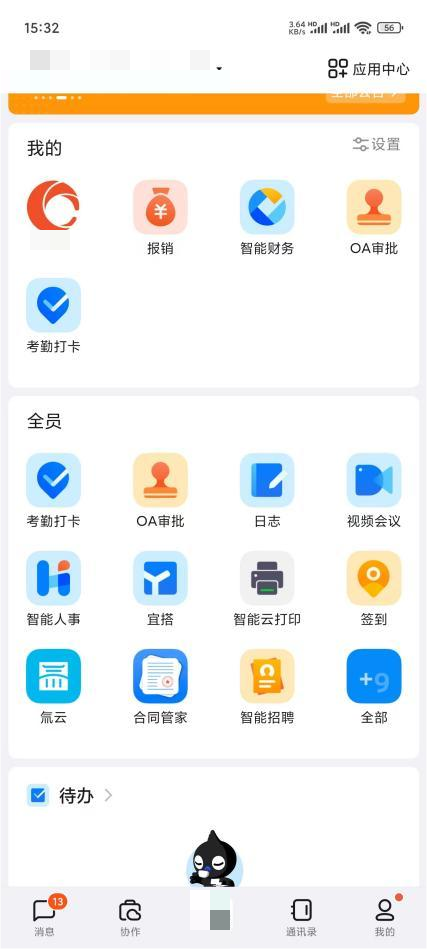 15:32
3.64 KB/s HD HD 56
应用中心
我的
设置
报销 智能财务 OA审批
考勤打卡
全员
考勤打卡 OA审批 日志 视频会议
智能人事 宜搭 智能云打印 签到
+9
氚云 合同管家 智能招聘 全部
待办
13
消息 协作 通讯录 我的